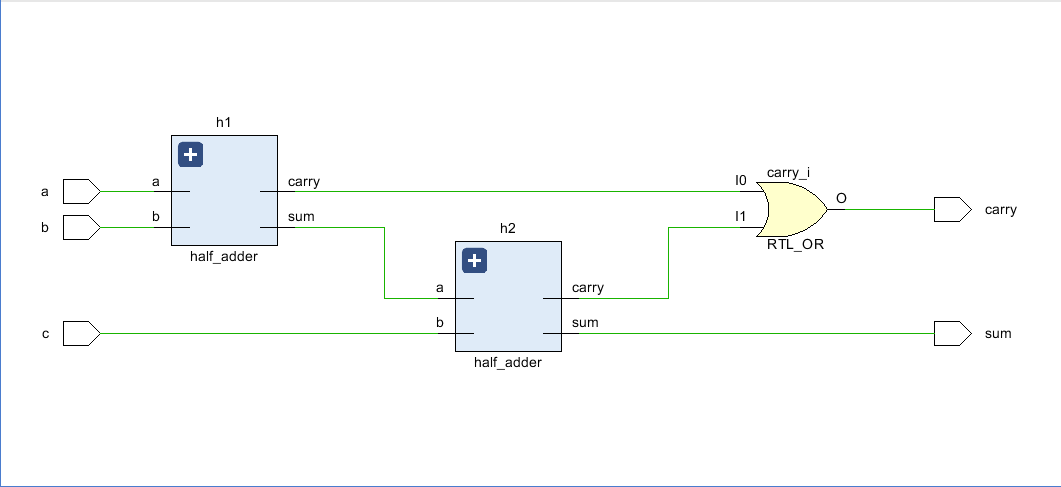 h1
a a carry
b b sum
half_adder
h2
a carry
c b sum
half_adder
carry_i
I0
I1
O
RTL_OR
carry
sum